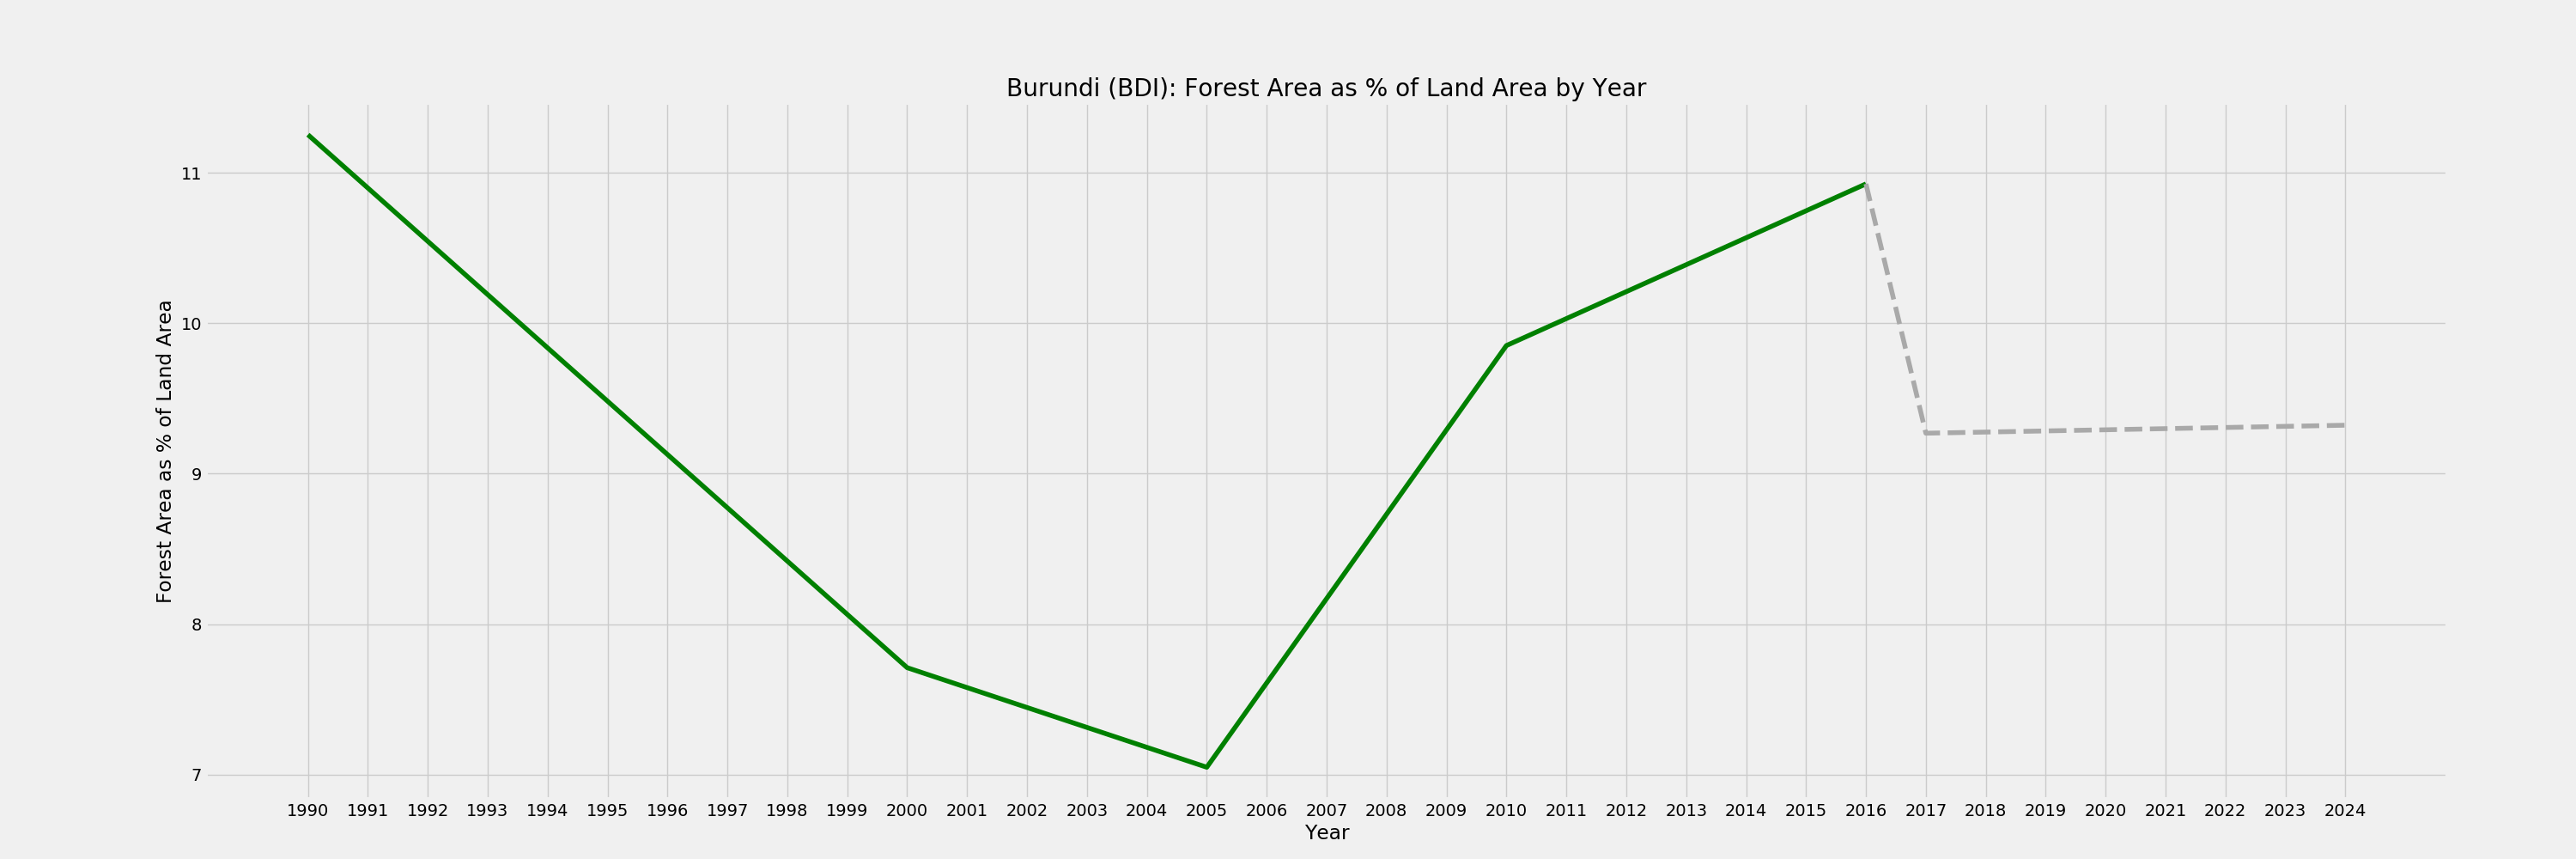 Burundi (BDI): Forest Area as % of Land Area by Year
Forest Area as % of Land Area
11
10
9
8
7
1990 1991 1992 1993 1994 1995 1996 1997 1998 1999 2000 2001 2002 2003 2004 2005 2006 2007 2008 2009 2010 2011 2012 2013 2014 2015 2016 2017 2018 2019 2020 2021 2022 2023 2024
Year